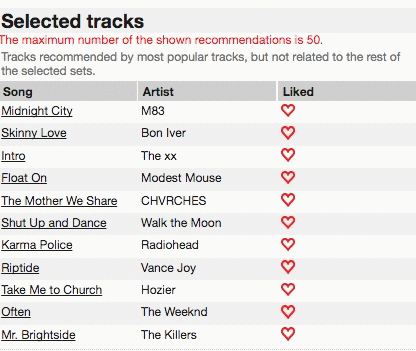 Selected tracks
The maximum number of the shown recommendations is 50.
Tracks recommended by most popular tracks, but not related to the rest of
the selected sets.
Song Artist Liked
Midnight City M83
Skinny Love Bon Iver
Intro The xx
Float On Modest Mouse
The Mother We Share CHVRCHES
Shut Up and Dance Walk the Moon
Karma Police Radiohead
Riptide Vance Joy
Take Me to Church Hozier
Often The Weeknd
Mr. Brightside The Killers